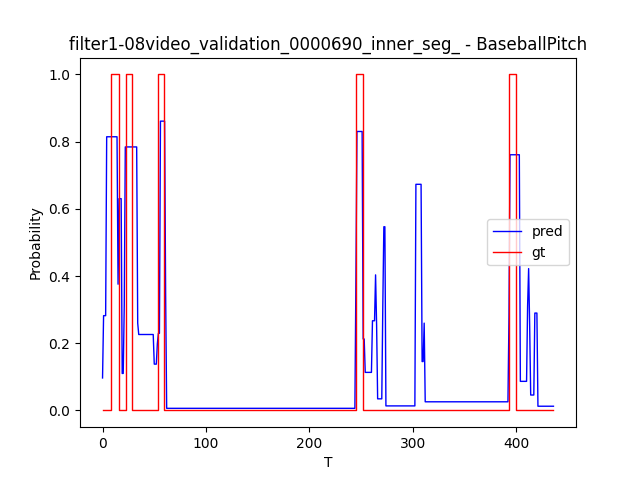 filter1-08video_validation_0000690_inner_seg_ - BaseballPitch
1.0
0.8
0.6
0.4
0.2
0.0
Probability
pred
gt
0
100
200
300
400
T